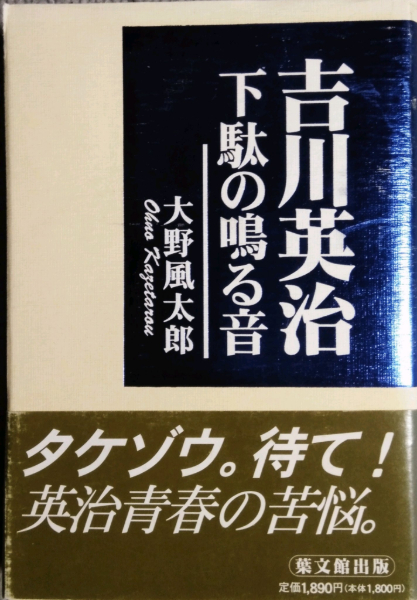 吉川英治
下駄の鳴る音
大野風太郎
Ohno Kazetarou
タケゾウ。待て!
英治青春の苦悩。
葉文館出版
定価1,890円(本体1,800円)